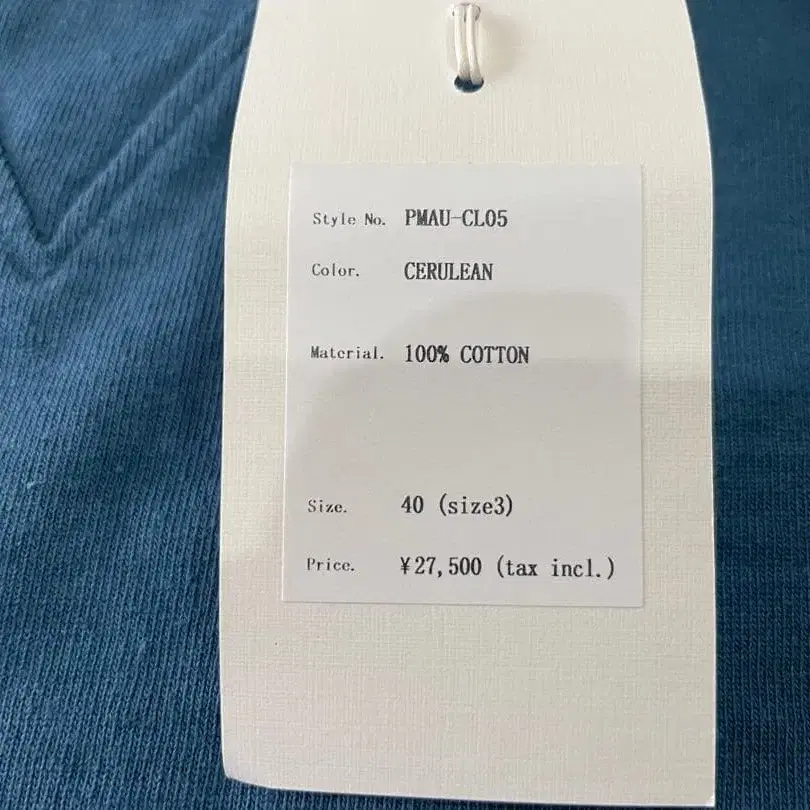 Style No. PMAU-CL05
Color. CERULEAN
Material. 100% COTTON
Size. 40 (size3)
Price. ¥27,500 (tax incl.)